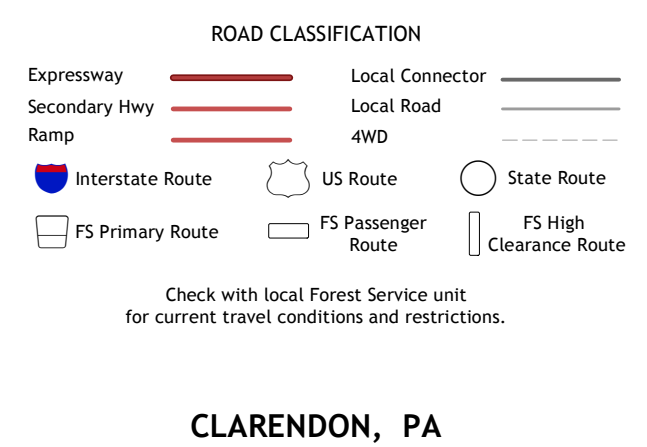 ROAD CLASSIFICATION
Expressway
Local Connector
Secondary Hwy
Local Road
Ramp
4WD
Interstate Route
US Route
State Route
FS Primary Route
FS Passenger
Route
FS High
Clearance Route
Check with local Forest Service unit
for current travel conditions and restrictions.
CLARENDON, PA